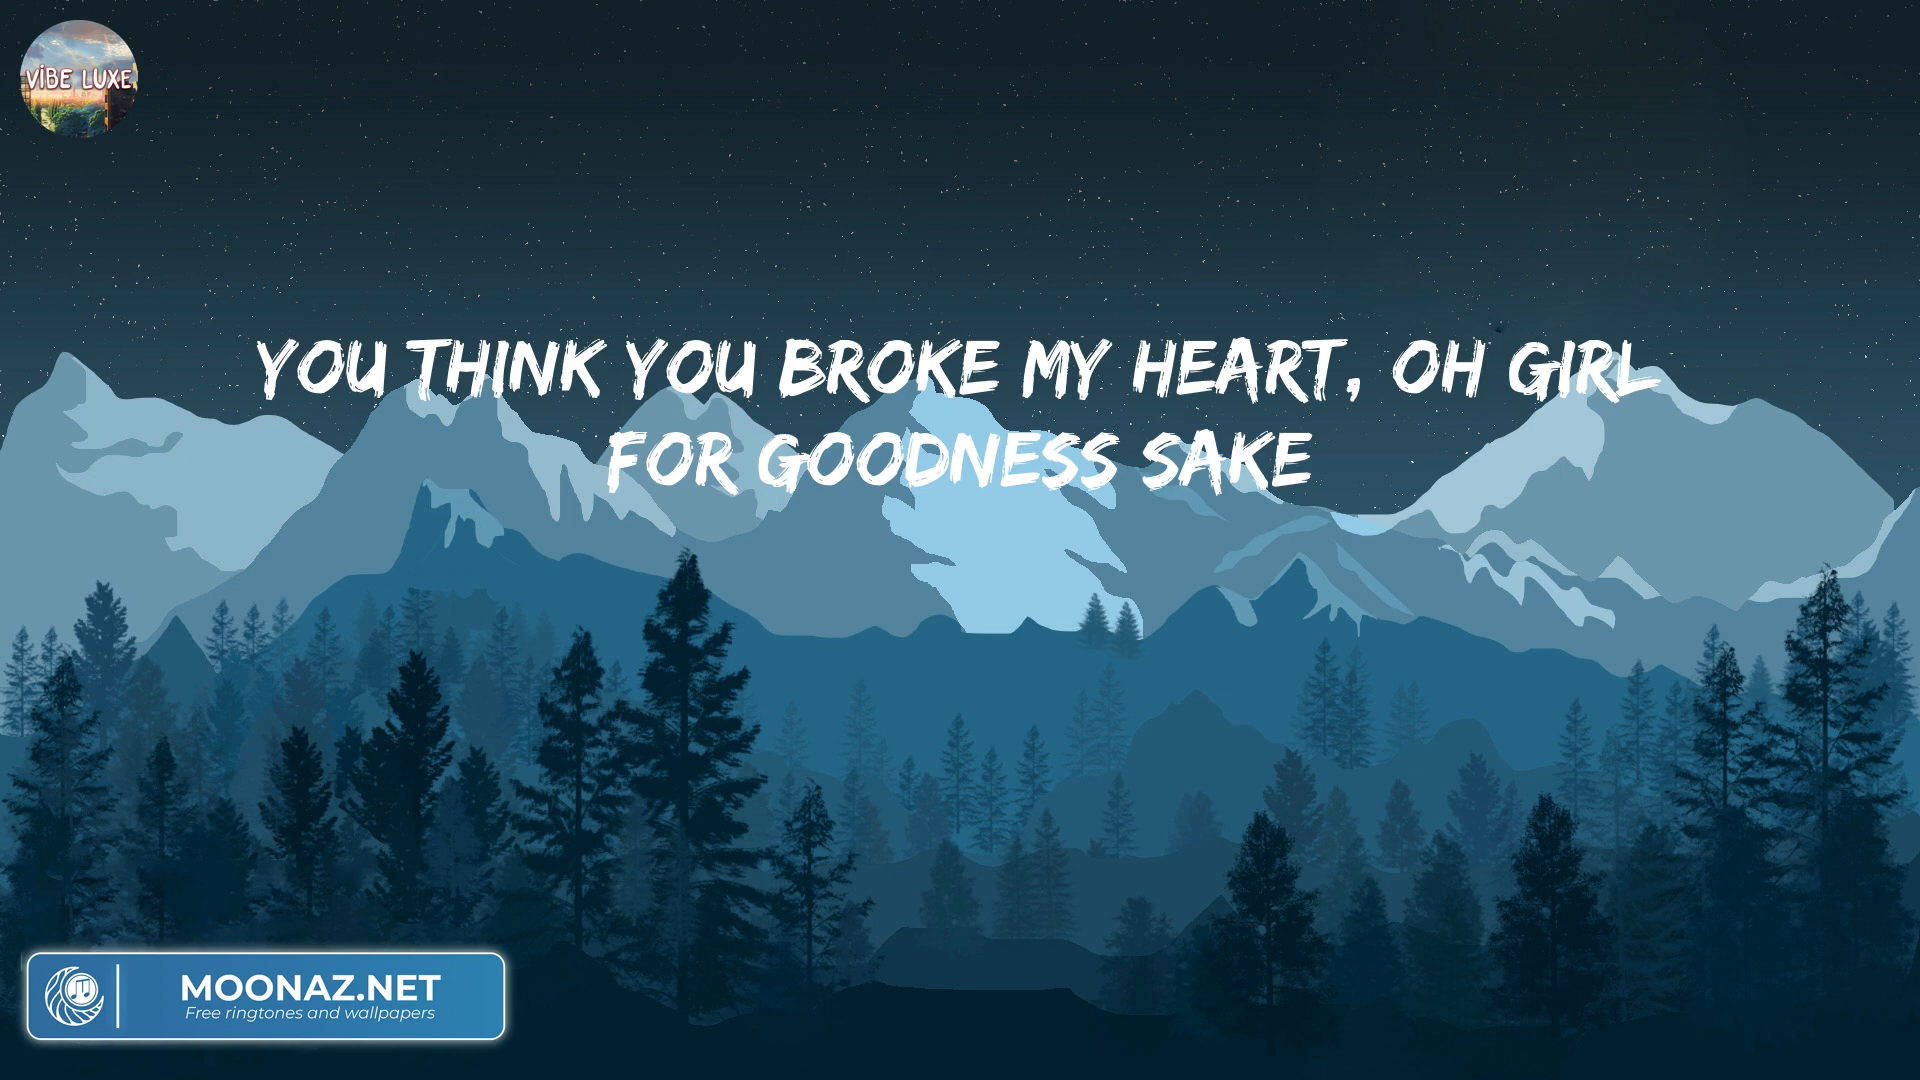 VIBE LUXE
YOU THINK YOU BROKE MY HEART, OH GIRL
FOR GOODNESS SAKE
MOONAZ.NET
Free ringtones and wallpapers